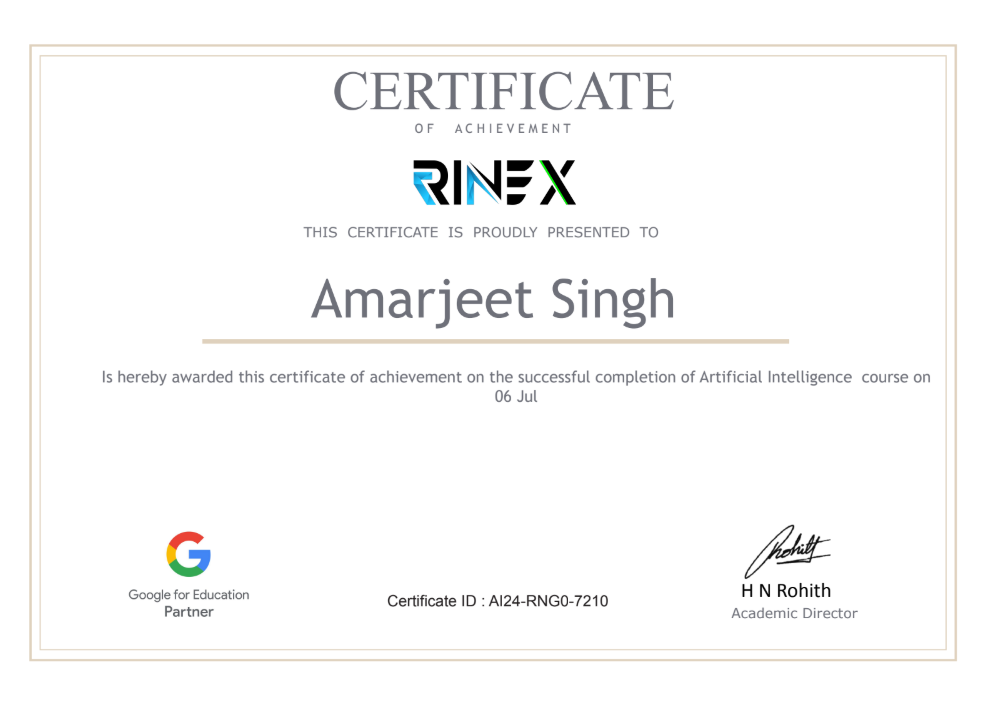 CERTIFICATE
OF ACHIEVEMENT
RINEX
THIS CERTIFICATE IS PROUDLY PRESENTED TO
Amarjeet Singh
Is hereby awarded this certificate of achievement on the successful completion of Artificial Intelligence course on
06 Jul
Rohith
Google for Education
Partner
Certificate ID : AI24-RNG0-7210
H N Rohith
Academic Director